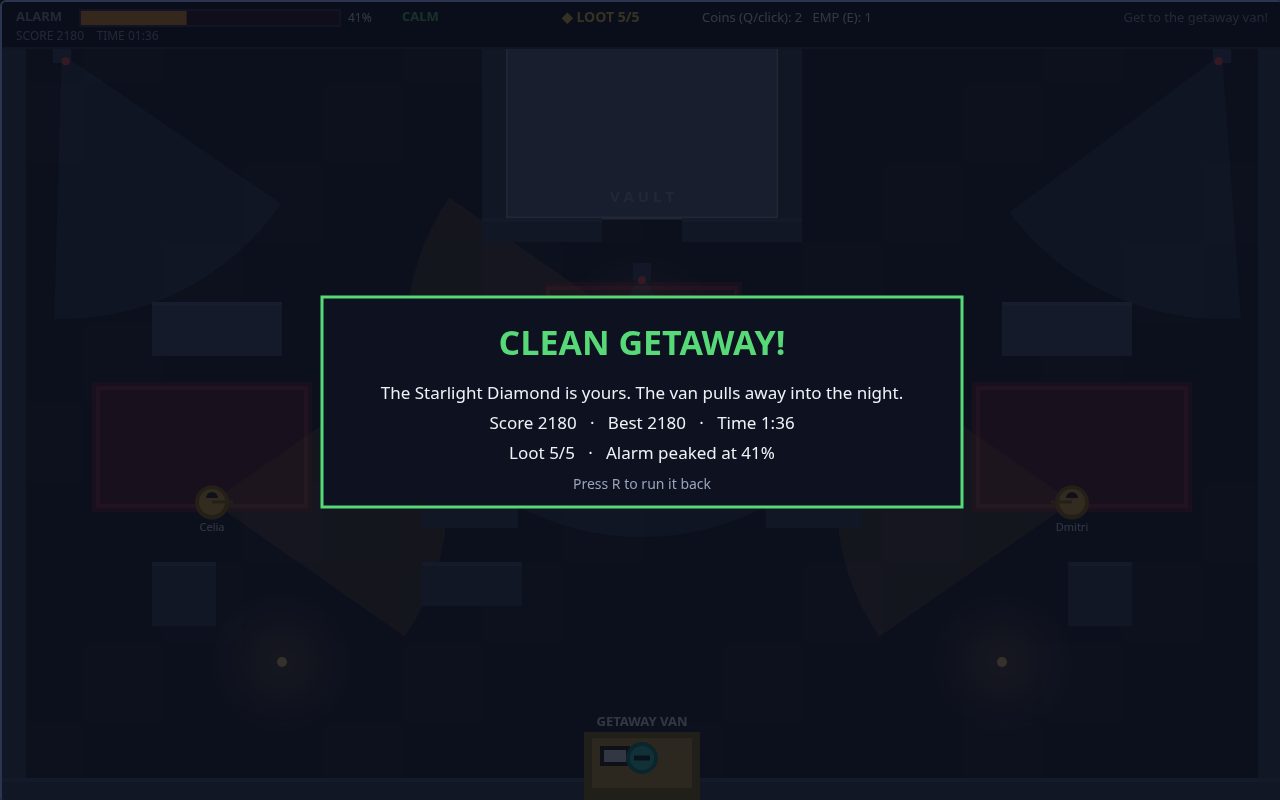 ALARM 41% CALM ◆ LOOT 5/5 Coins (Q/click): 2 EMP (E): 1 Get to the getaway van!
SCORE 2180 TIME 01:36
VAULT
CLEAN GETAWAY!
The Starlight Diamond is yours. The van pulls away into the night.
Score 2180 · Best 2180 · Time 1:36
Loot 5/5 · Alarm peaked at 41%
Press R to run it back
Celia
Dmitri
GETAWAY VAN